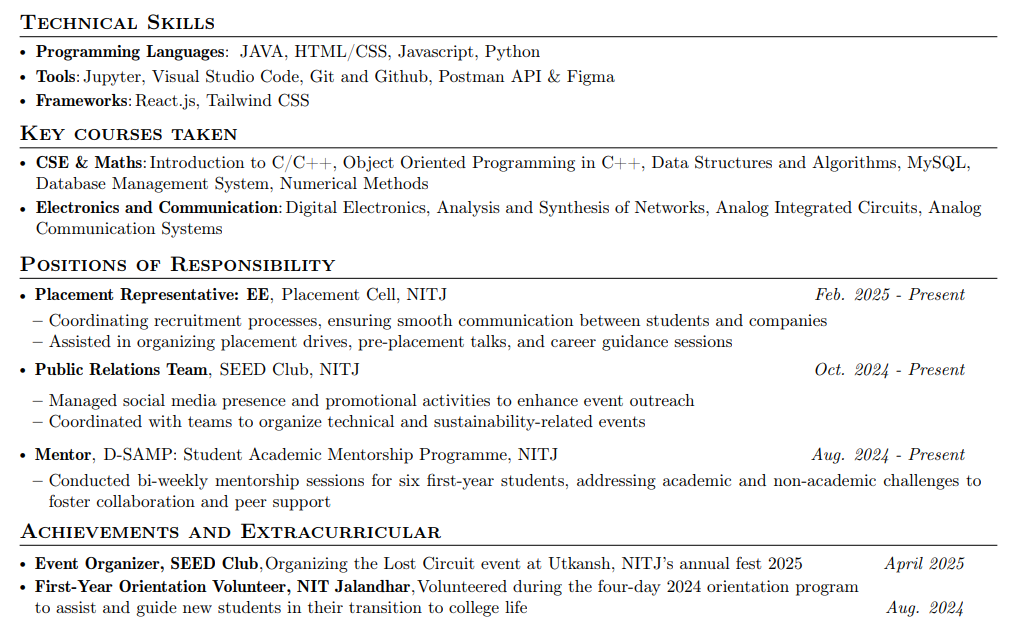 TECHNICAL SKILLS
• Programming Languages: JAVA, HTML/CSS, Javascript, Python
• Tools: Jupyter, Visual Studio Code, Git and Github, Postman API & Figma
• Frameworks: React.js, Tailwind CSS
KEY COURSES TAKEN
• CSE & Maths: Introduction to C/C++, Object Oriented Programming in C++, Data Structures and Algorithms, MySQL,
Database Management System, Numerical Methods
• Electronics and Communication: Digital Electronics, Analysis and Synthesis of Networks, Analog Integrated Circuits, Analog
Communication Systems
POSITIONS OF RESPONSIBILITY
• Placement Representative: EE, Placement Cell, NITJ Feb. 2025 - Present
– Coordinating recruitment processes, ensuring smooth communication between students and companies
– Assisted in organizing placement drives, pre-placement talks, and career guidance sessions
• Public Relations Team, SEED Club, NITJ Oct. 2024 - Present
– Managed social media presence and promotional activities to enhance event outreach
– Coordinated with teams to organize technical and sustainability-related events
• Mentor, D-SAMP: Student Academic Mentorship Programme, NITJ Aug. 2024 - Present
– Conducted bi-weekly mentorship sessions for six first-year students, addressing academic and non-academic challenges to
foster collaboration and peer support
ACHIEVEMENTS AND EXTRACURRICULAR
• Event Organizer, SEED Club,Organizing the Lost Circuit event at Utkansh, NITJ's annual fest 2025 April 2025
• First-Year Orientation Volunteer, NIT Jalandhar,Volunteered during the four-day 2024 orientation program
to assist and guide new students in their transition to college life Aug. 2024